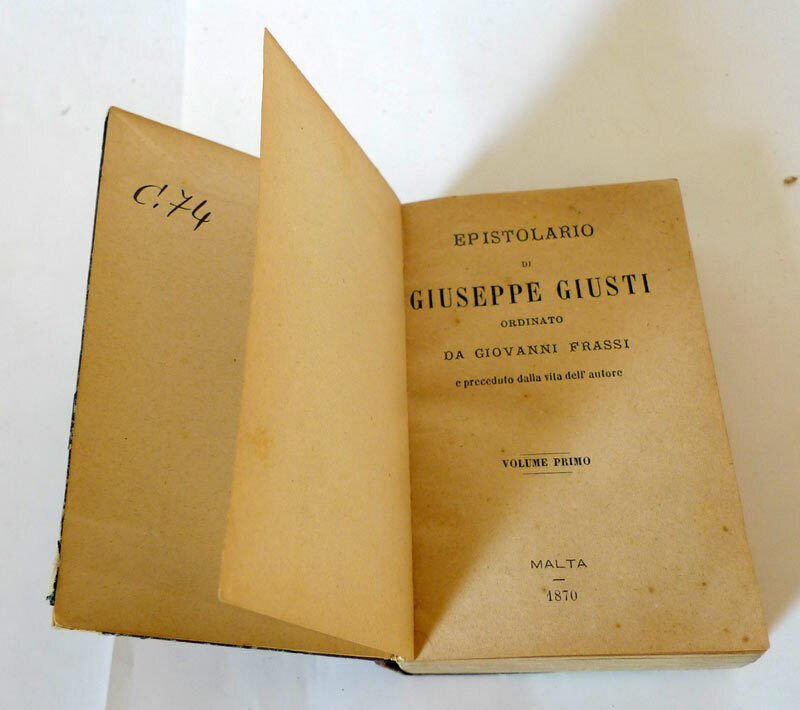 C. 74
EPISTOLARIO
DI
GIUSEPPE GIUSTI
ORDINATO
DA GIOVANNI FRASSI
e preceduto dalla vita dell' autore
VOLUME PRIMO
MALTA
1870